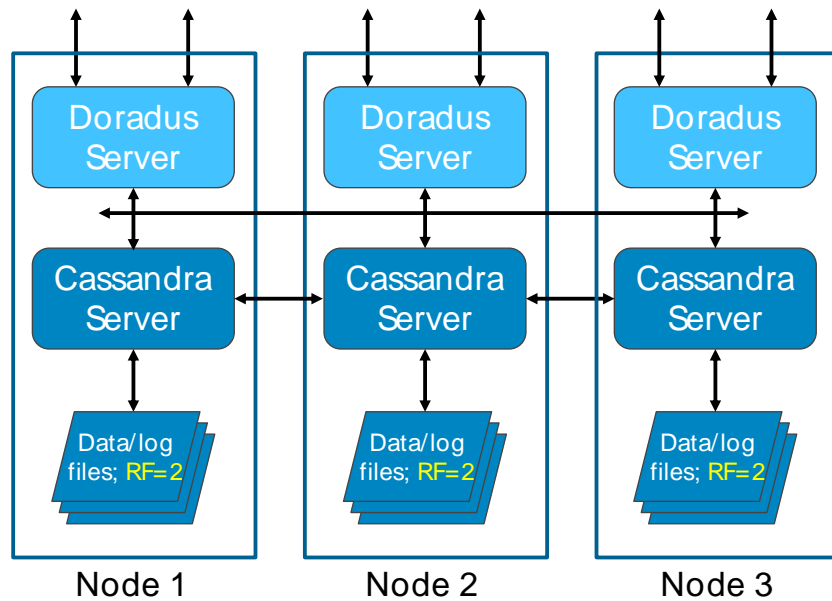 Doradus
Server
Doradus
Server
Doradus
Server
Cassandra
Server
Cassandra
Server
Cassandra
Server
Data/log
files; RF=2
Data/log
files; RF=2
Data/log
files; RF=2
Node 1
Node 2
Node 3